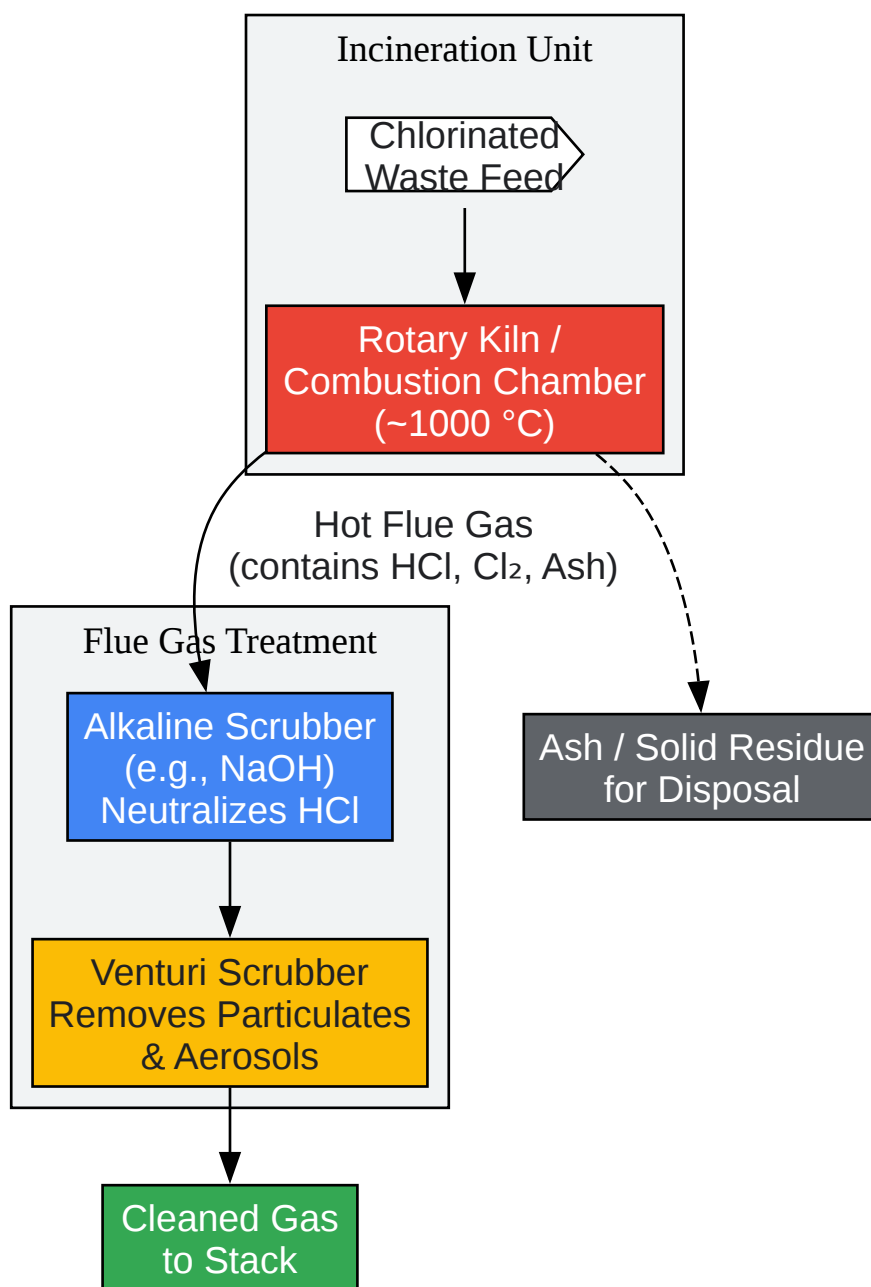 Incineration Unit
Chlorinated
Waste Feed
Rotary Kiln /
Combustion Chamber
(~1000 °C)
Hot Flue Gas
(contains HCl, Cl₂, Ash)
Flue Gas Treatment
Alkaline Scrubber
(e.g., NaOH)
Neutralizes HCl
Ash / Solid Residue
for Disposal
Venturi Scrubber
Removes Particulates
& Aerosols
Cleaned Gas
to Stack